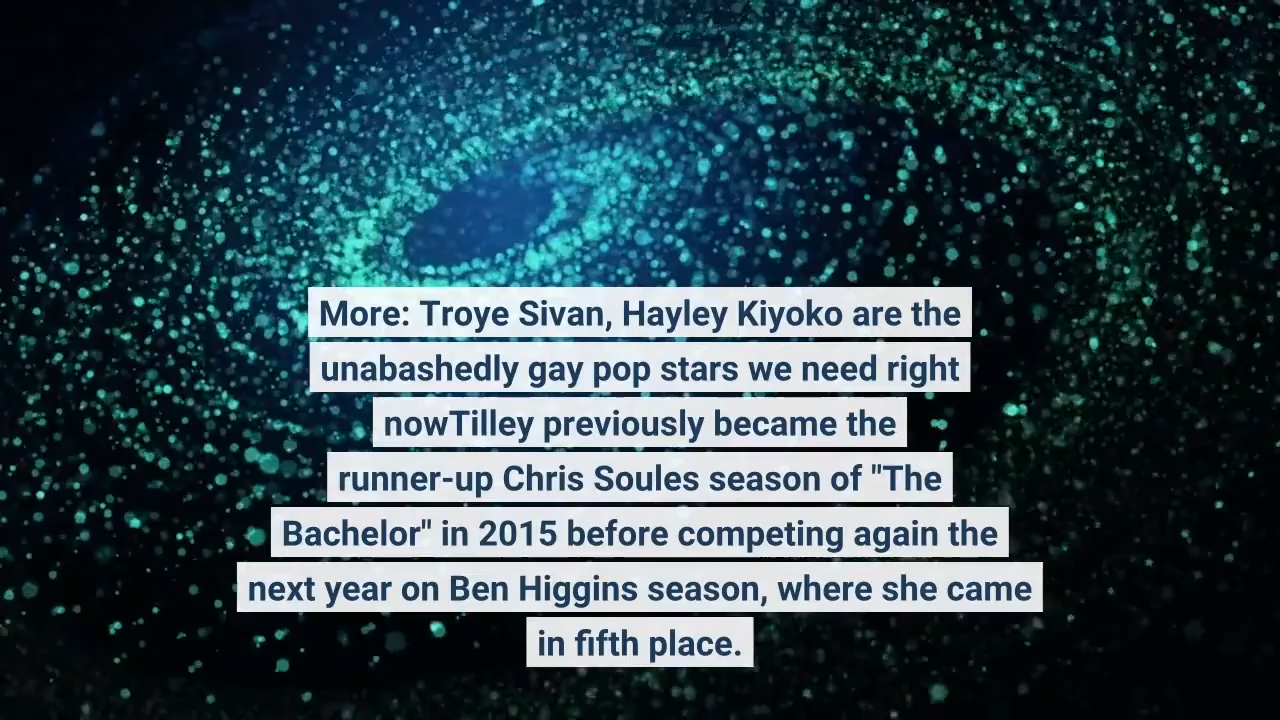 More: Troye Sivan, Hayley Kiyoko are the
unabashedly gay pop stars we need right
nowTilley previously became the
runner-up Chris Soules season of "The
Bachelor" in 2015 before competing again the
next year on Ben Higgins season, where she came
in fifth place.